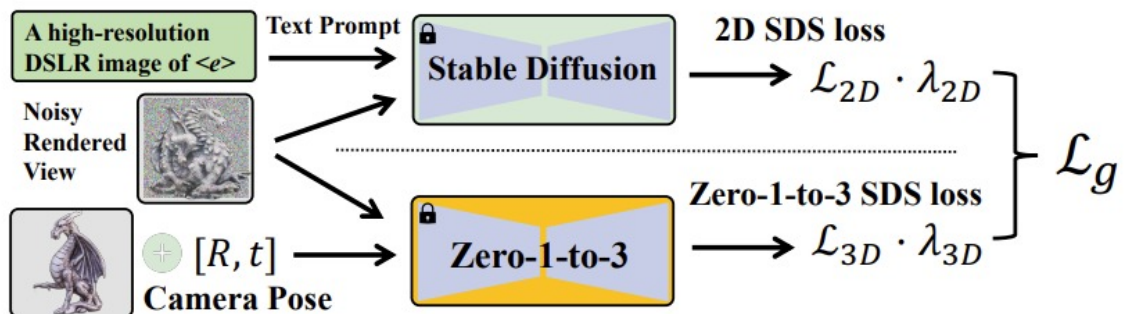 A high-resolution
DSLR image of <e>
Text Prompt
Stable Diffusion
2D SDS loss
ℒ2D · λ2D
Noisy
Rendered
View
ℒg
Zero-1-to-3 SDS loss
Zero-1-to-3
ℒ3D · λ3D
+ [R, t]
Camera Pose